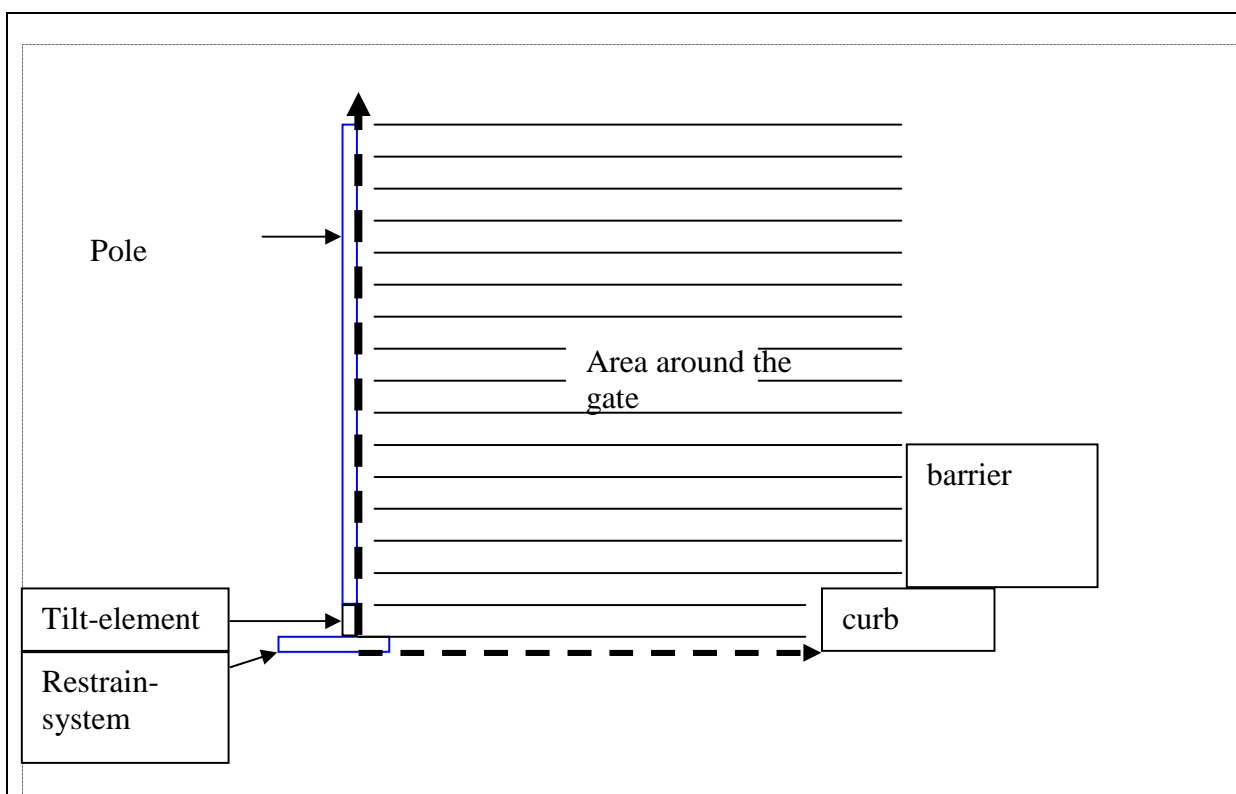 Pole
Area around the
gate
barrier
Tilt-element
curb
Restrain-
system